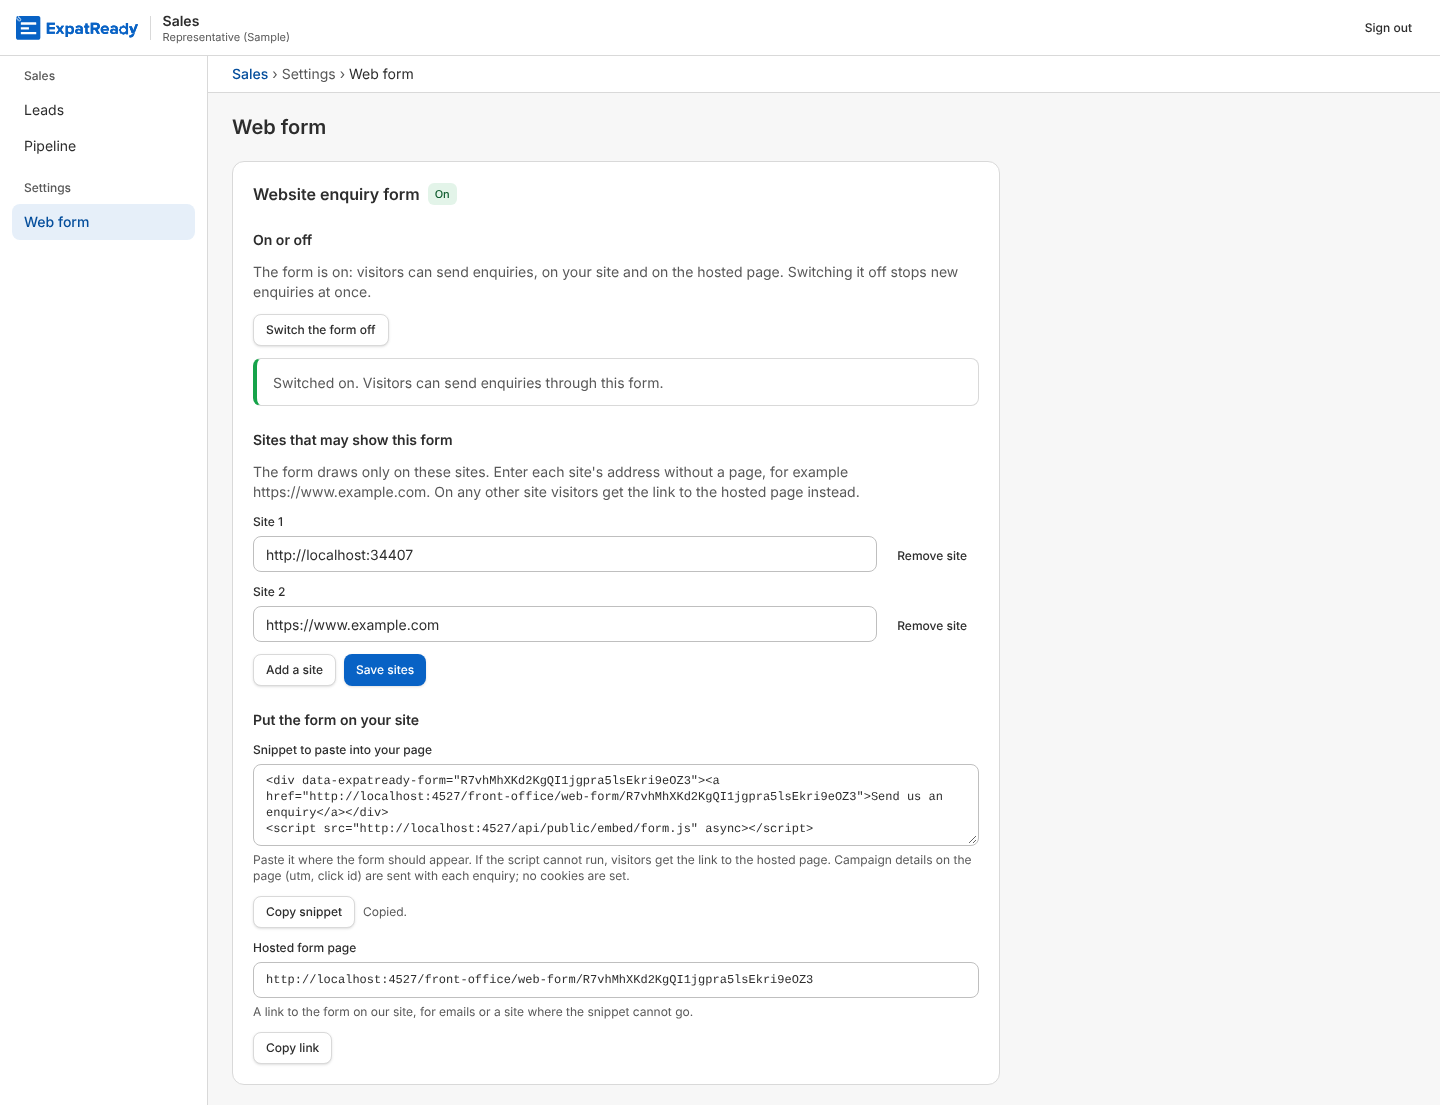 ExpatReady
Sales
Representative (Sample)
Sign out
Sales
Leads
Pipeline
Settings
Web form
Sales › Settings › Web form
Web form
Website enquiry form On
On or off
The form is on: visitors can send enquiries, on your site and on the hosted page. Switching it off stops new
enquiries at once.
Switch the form off
Switched on. Visitors can send enquiries through this form.
Sites that may show this form
The form draws only on these sites. Enter each site's address without a page, for example
https://www.example.com. On any other site visitors get the link to the hosted page instead.
Site 1
http://localhost:34407 Remove site
Site 2
https://www.example.com Remove site
Add a site Save sites
Put the form on your site
Snippet to paste into your page
<div data-expatready-form="R7vhMhXKd2KgQI1jgpra5lsEkri9eOZ3"><a
href="http://localhost:4527/front-office/web-form/R7vhMhXKd2KgQI1jgpra5lsEkri9eOZ3">Send us an
enquiry</a></div>
<script src="http://localhost:4527/api/public/embed/form.js" async></script>
Paste it where the form should appear. If the script cannot run, visitors get the link to the hosted page. Campaign details on the
page (utm, click id) are sent with each enquiry; no cookies are set.
Copy snippet Copied.
Hosted form page
http://localhost:4527/front-office/web-form/R7vhMhXKd2KgQI1jgpra5lsEkri9eOZ3
A link to the form on our site, for emails or a site where the snippet cannot go.
Copy link